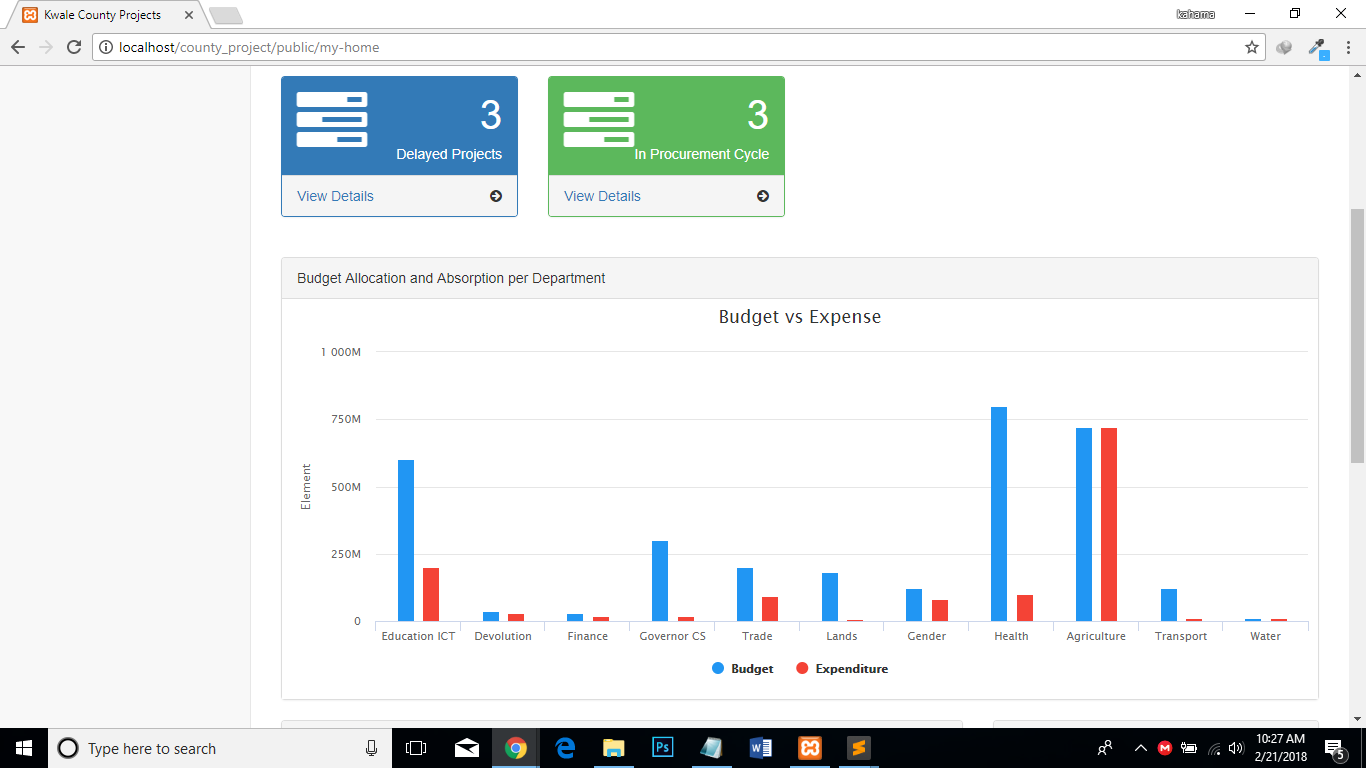 Kwale County Projects
kahama
localhost/county_project/public/my-home
3
Delayed Projects
View Details
3
In Procurement Cycle
View Details
Budget Allocation and Absorption per Department
Budget vs Expense
1 000M
750M
500M
250M
0
Element
Education ICT Devolution Finance Governor CS Trade Lands Gender Health Agriculture Transport Water
Budget Expenditure
Type here to search
Ps
10:27 AM
2/21/2018
5